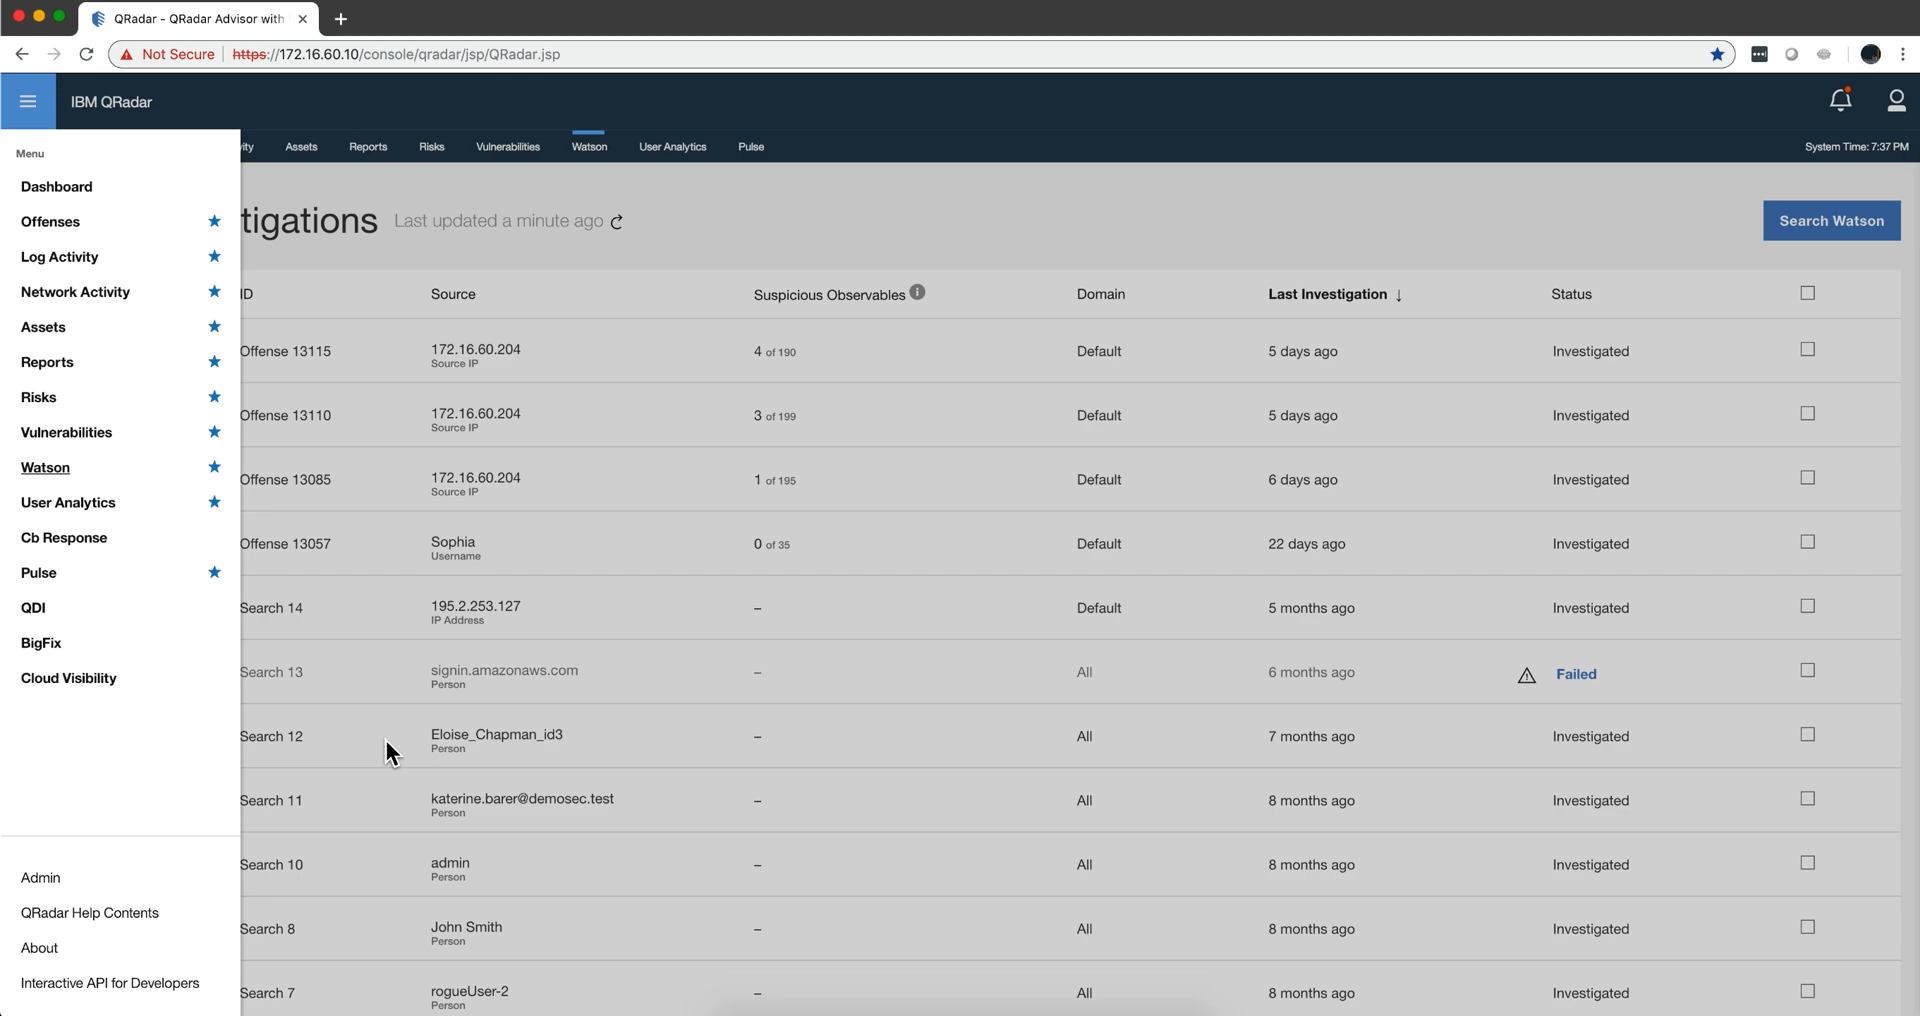 QRadar - QRadar Advisor with
Not Secure https://172.16.60.10/console/qradar/jsp/QRadar.jsp
IBM QRadar
Menu
ity Assets Reports Risks Vulnerabilities Watson User Analytics Pulse System Time: 7:37 PM
Dashboard
Offenses
Log Activity
Network Activity
Assets
Reports
Risks
Vulnerabilities
Watson
User Analytics
Cb Response
Pulse
QDI
BigFix
Cloud Visibility
Admin
QRadar Help Contents
About
Interactive API for Developers
tigations Last updated a minute ago Search Watson
ID Source Suspicious Observables Domain Last Investigation ↓ Status
Offense 13115 172.16.60.204 4 of 190 Default 5 days ago Investigated
Source IP
Offense 13110 172.16.60.204 3 of 199 Default 5 days ago Investigated
Source IP
Offense 13085 172.16.60.204 1 of 195 Default 6 days ago Investigated
Source IP
Offense 13057 Sophia 0 of 35 Default 22 days ago Investigated
Username
Search 14 195.2.253.127 – Default 5 months ago Investigated
IP Address
Search 13 signin.amazonaws.com – All 6 months ago Failed
Person
Search 12 Eloise_Chapman_id3 – All 7 months ago Investigated
Person
Search 11 katerine.barer@demosec.test – All 8 months ago Investigated
Person
Search 10 admin – All 8 months ago Investigated
Person
Search 8 John Smith – All 8 months ago Investigated
Person
Search 7 rogueUser-2 – All 8 months ago Investigated
Person